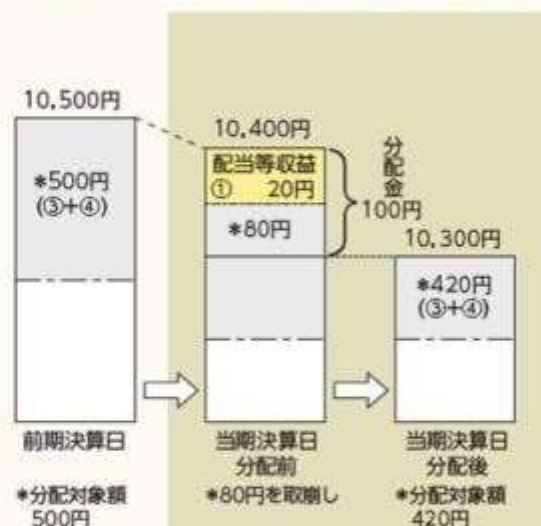 10,500円
*500円
(③+④)
前期決算日
*分配対象額
500円
10,400円
配当等収益
① 20円
*80円
分配金
100円
当期決算日
分配前
*80円を取崩し
10,300円
*420円
(③+④)
当期決算日
分配後
*分配対象額
420円